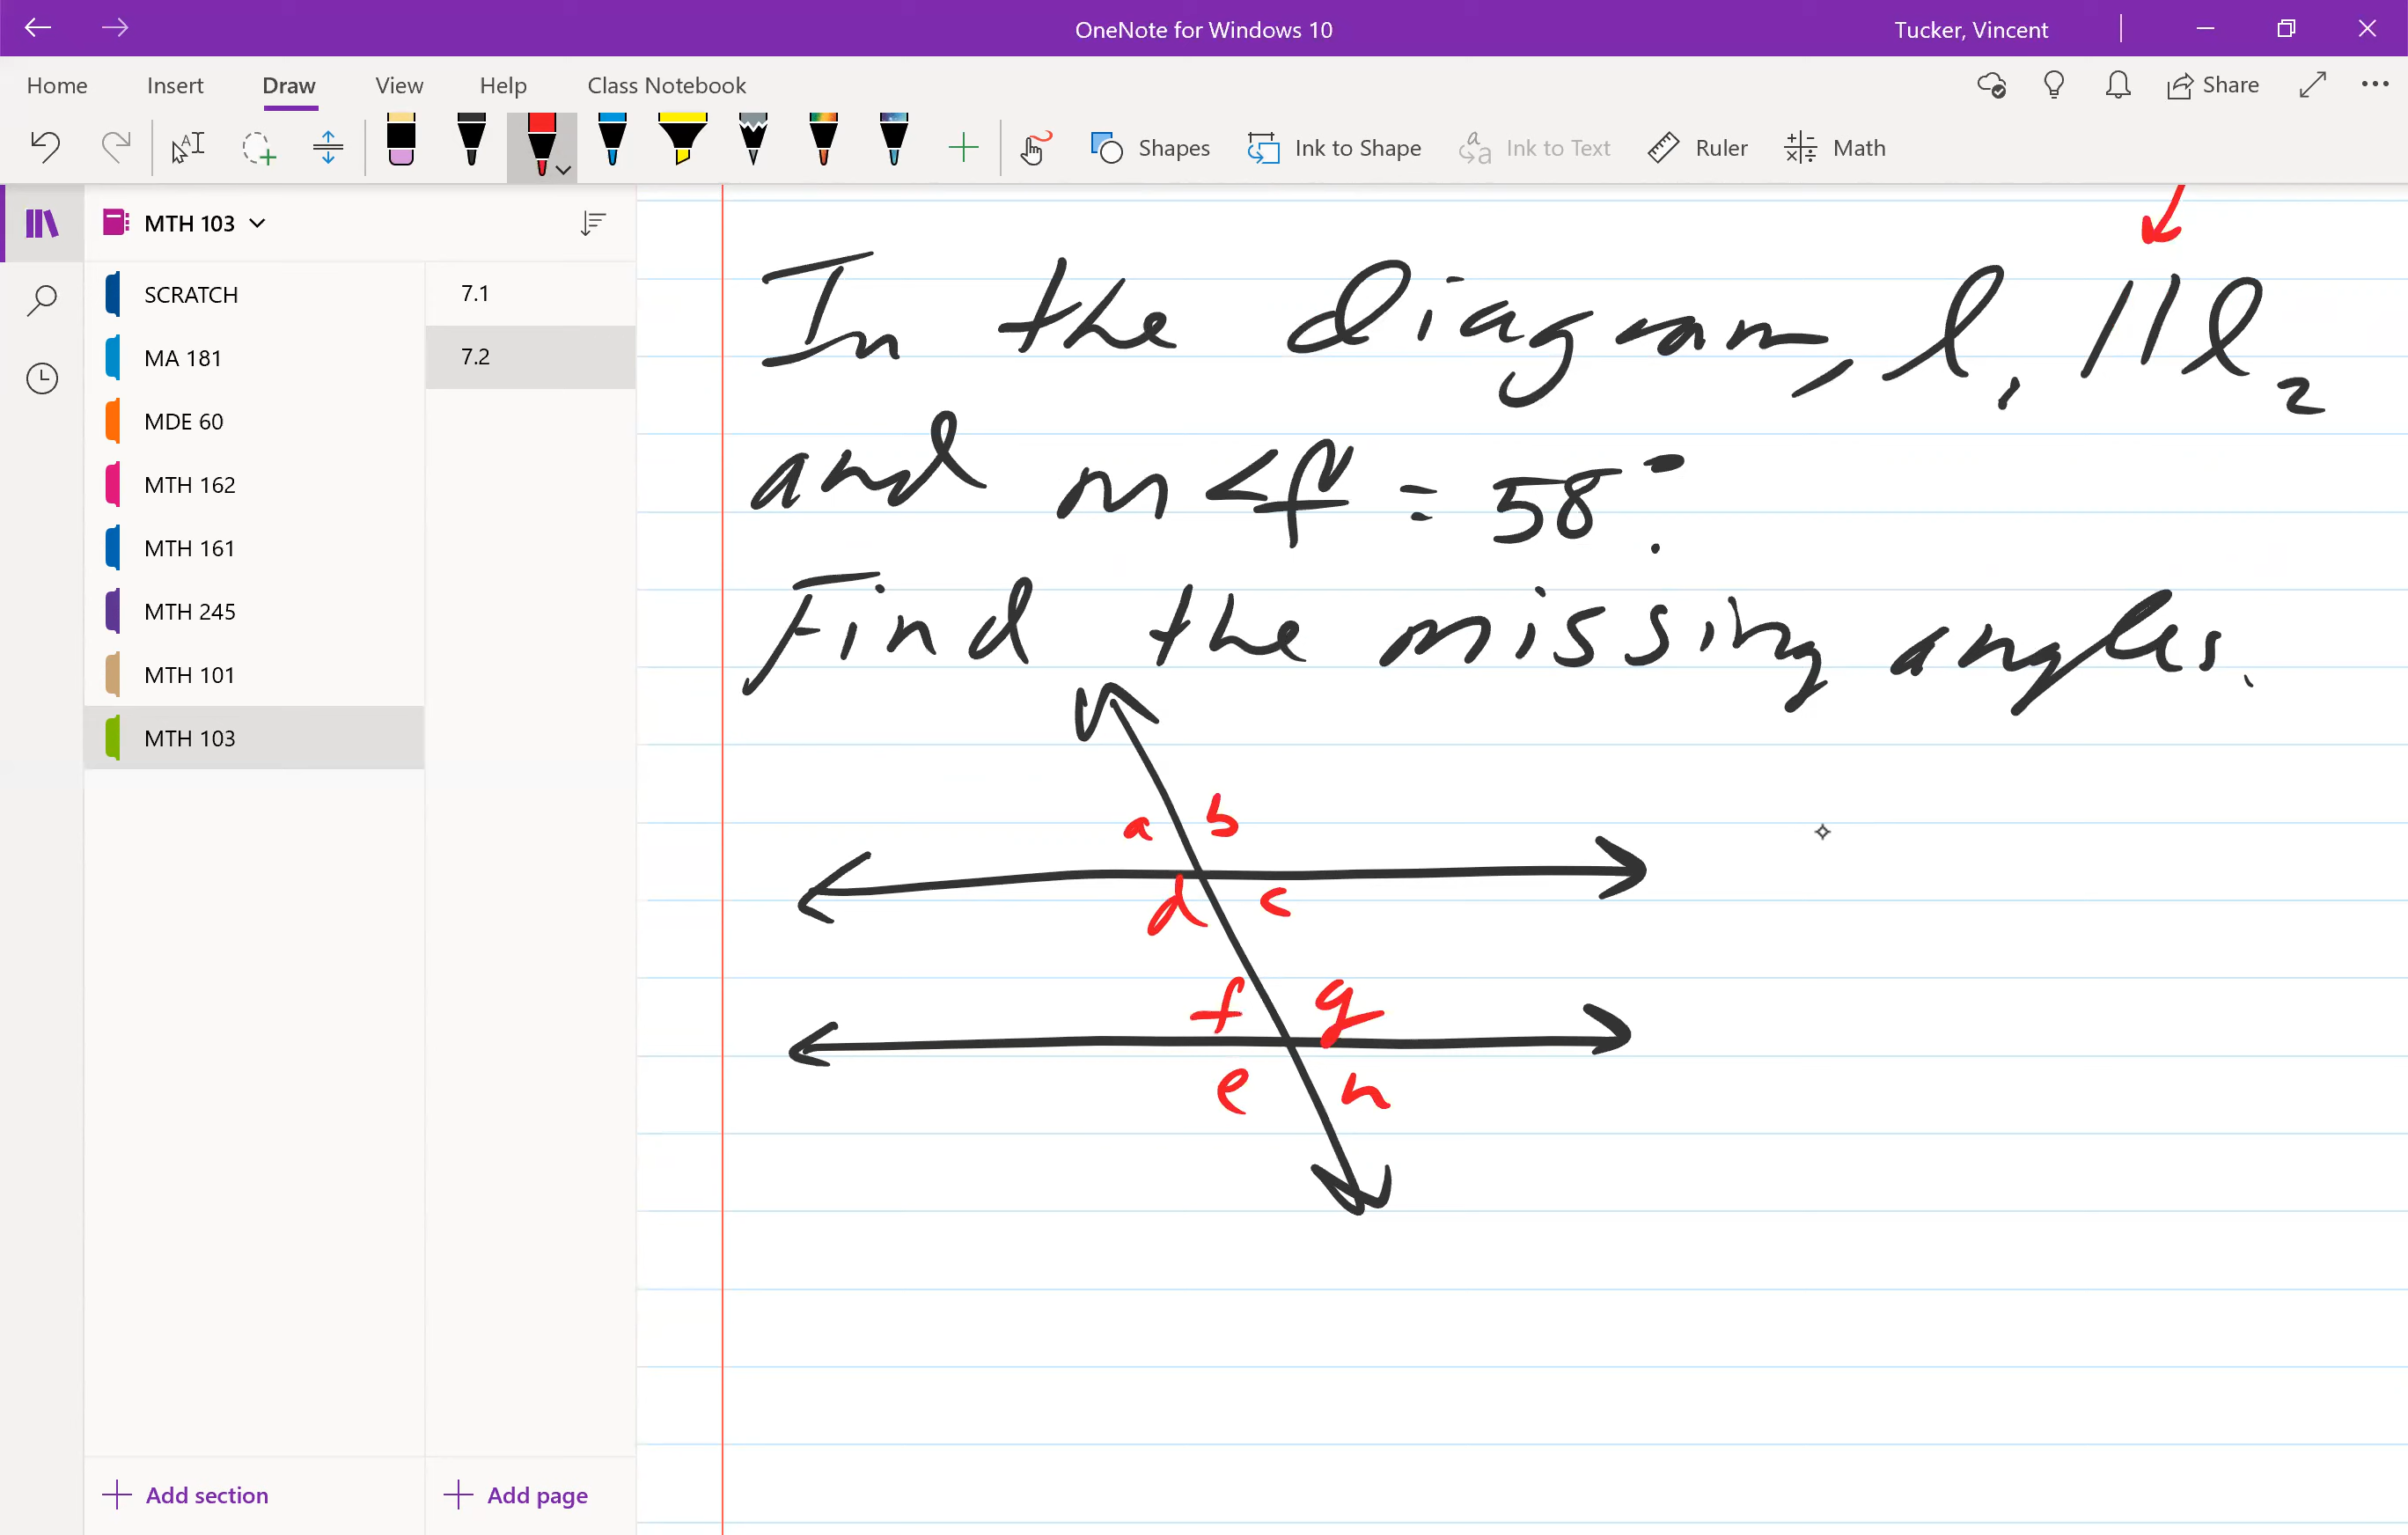 OneNote for Windows 10
Tucker, Vincent
Home Insert Draw View Help Class Notebook
Share
Shapes Ink to Shape Ink to Text Ruler Math
MTH 103
SCRATCH
MA 181
MDE 60
MTH 162
MTH 161
MTH 245
MTH 101
MTH 103
7.1
7.2
In the diagram, l₁ // l₂
and m<f = 58°.
Find the missing angles.
a b
d c
f g
e h
Add section
Add page